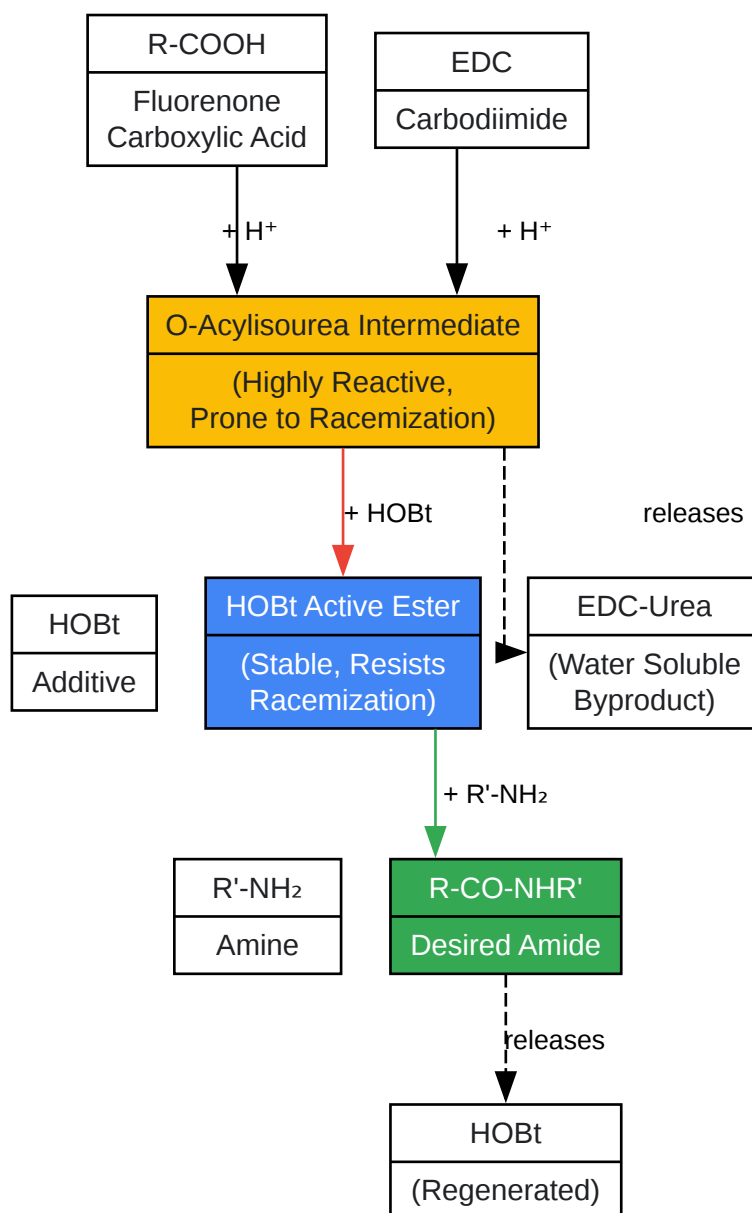 R-COOH
Fluorenone
Carboxylic Acid
EDC
Carbodiimide
+ H⁺
+ H⁺
O-Acylisourea Intermediate
(Highly Reactive,
Prone to Racemization)
+ HOBt
releases
HOBt
Additive
HOBt Active Ester
(Stable, Resists
Racemization)
EDC-Urea
(Water Soluble
Byproduct)
+ R'-NH₂
R'-NH₂
Amine
R-CO-NHR'
Desired Amide
releases
HOBt
(Regenerated)